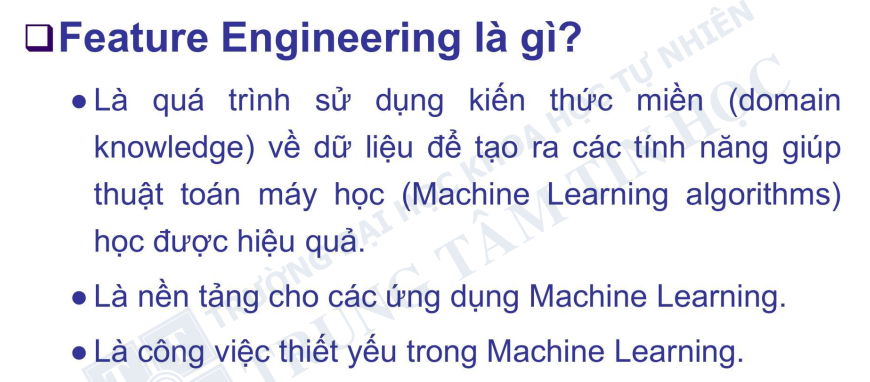 Feature Engineering là gì?
Là quá trình sử dụng kiến thức miền (domain
knowledge) về dữ liệu để tạo ra các tính năng giúp
thuật toán máy học (Machine Learning algorithms)
học được hiệu quả.
Là nền tảng cho các ứng dụng Machine Learning.
Là công việc thiết yếu trong Machine Learning.
TRƯỜNG ĐẠI HỌC KHOA HỌC TỰ NHIÊN
TRUNG TÂM TIN HỌC